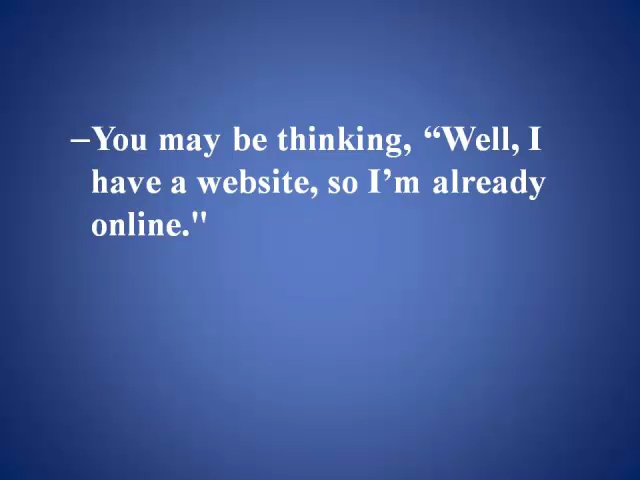 –You may be thinking, “Well, I
have a website, so I’m already
online."